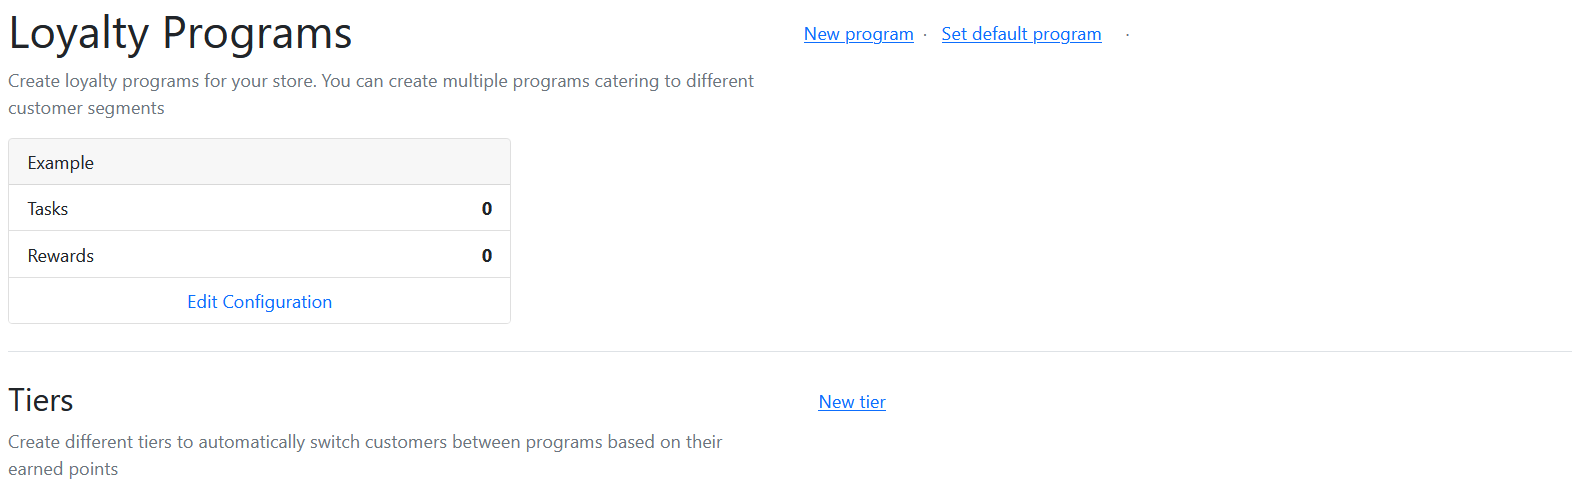 Loyalty Programs
New program · Set default program ·
Create loyalty programs for your store. You can create multiple programs catering to different
customer segments
Example
Tasks 0
Rewards 0
Edit Configuration
Tiers
New tier
Create different tiers to automatically switch customers between programs based on their
earned points